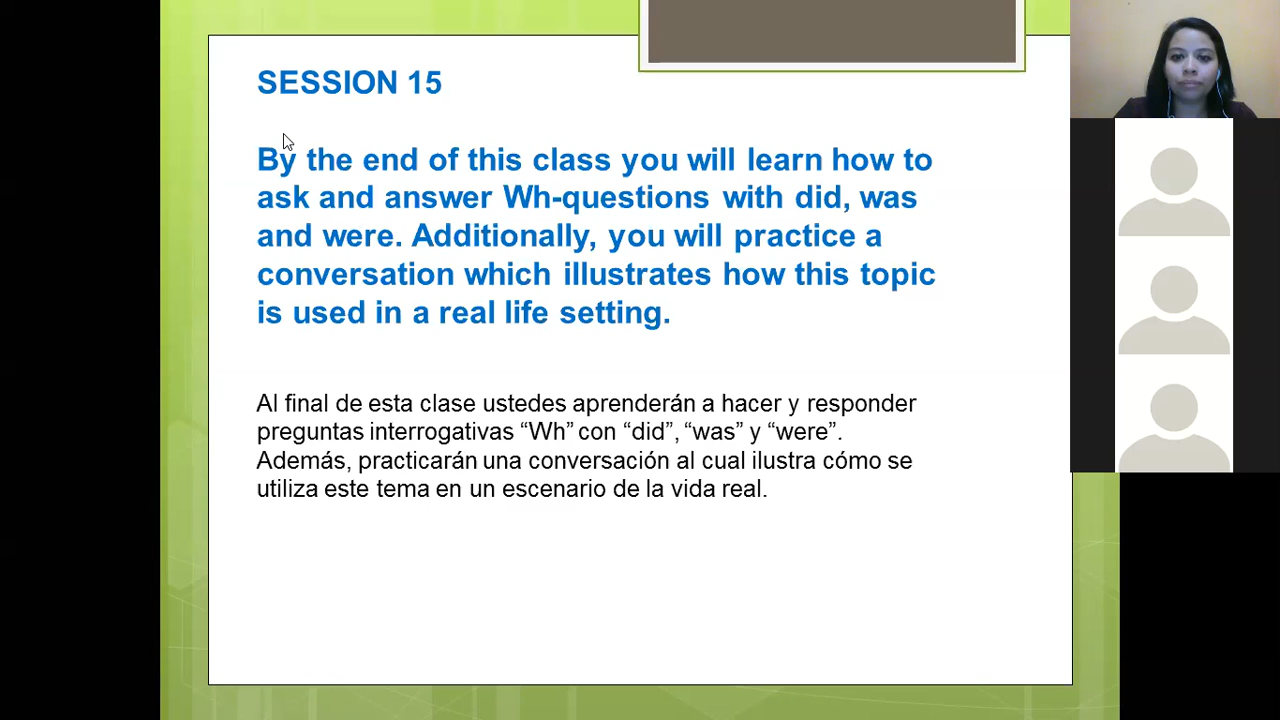 SESSION 15
By the end of this class you will learn how to
ask and answer Wh-questions with did, was
and were. Additionally, you will practice a
conversation which illustrates how this topic
is used in a real life setting.
Al final de esta clase ustedes aprenderán a hacer y responder
preguntas interrogativas “Wh” con “did”, “was” y “were”.
Además, practicarán una conversación al cual ilustra cómo se
utiliza este tema en un escenario de la vida real.